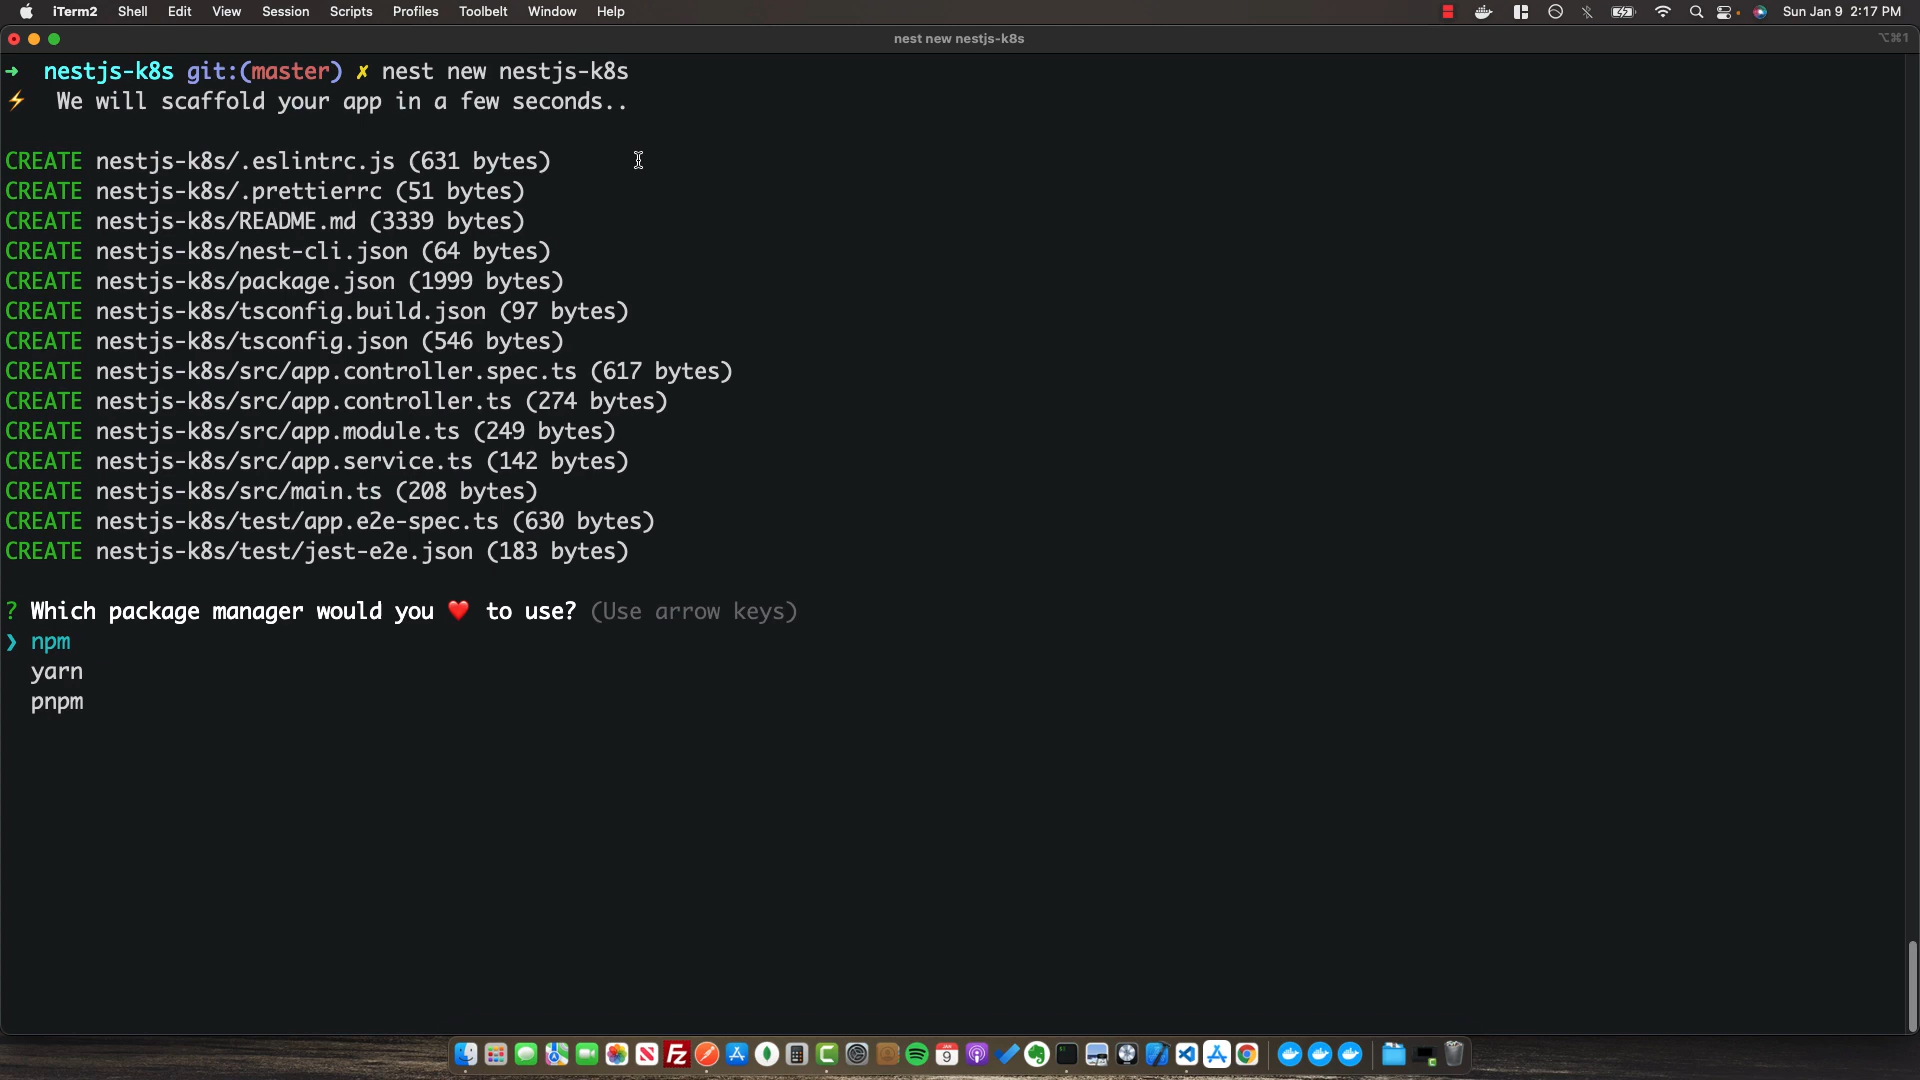 iTerm2 Shell Edit View Session Scripts Profiles Toolbelt Window Help Sun Jan 9 2:17 PM
nest new nestjs-k8s ⌥⌘1
➜ nestjs-k8s git:(master) ✗ nest new nestjs-k8s
⚡ We will scaffold your app in a few seconds..
CREATE nestjs-k8s/.eslintrc.js (631 bytes)
CREATE nestjs-k8s/.prettierrc (51 bytes)
CREATE nestjs-k8s/README.md (3339 bytes)
CREATE nestjs-k8s/nest-cli.json (64 bytes)
CREATE nestjs-k8s/package.json (1999 bytes)
CREATE nestjs-k8s/tsconfig.build.json (97 bytes)
CREATE nestjs-k8s/tsconfig.json (546 bytes)
CREATE nestjs-k8s/src/app.controller.spec.ts (617 bytes)
CREATE nestjs-k8s/src/app.controller.ts (274 bytes)
CREATE nestjs-k8s/src/app.module.ts (249 bytes)
CREATE nestjs-k8s/src/app.service.ts (142 bytes)
CREATE nestjs-k8s/src/main.ts (208 bytes)
CREATE nestjs-k8s/test/app.e2e-spec.ts (630 bytes)
CREATE nestjs-k8s/test/jest-e2e.json (183 bytes)
? Which package manager would you ❤️ to use? (Use arrow keys)
❯ npm
yarn
pnpm